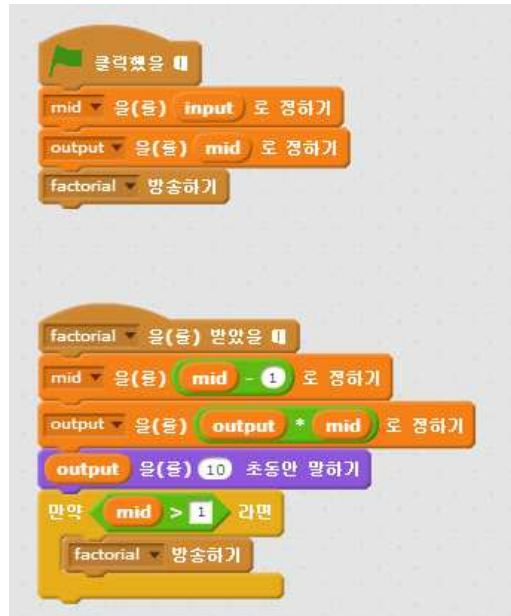 클릭했을
mid 을(를) input 로 정하기
output 을(를) mid 로 정하기
factorial 방송하기
factorial 을(를) 받았을
mid 을(를) mid - 1 로 정하기
output 을(를) output * mid 로 정하기
output 을(를) 10 초동안 말하기
만약 mid > 1 라면
factorial 방송하기